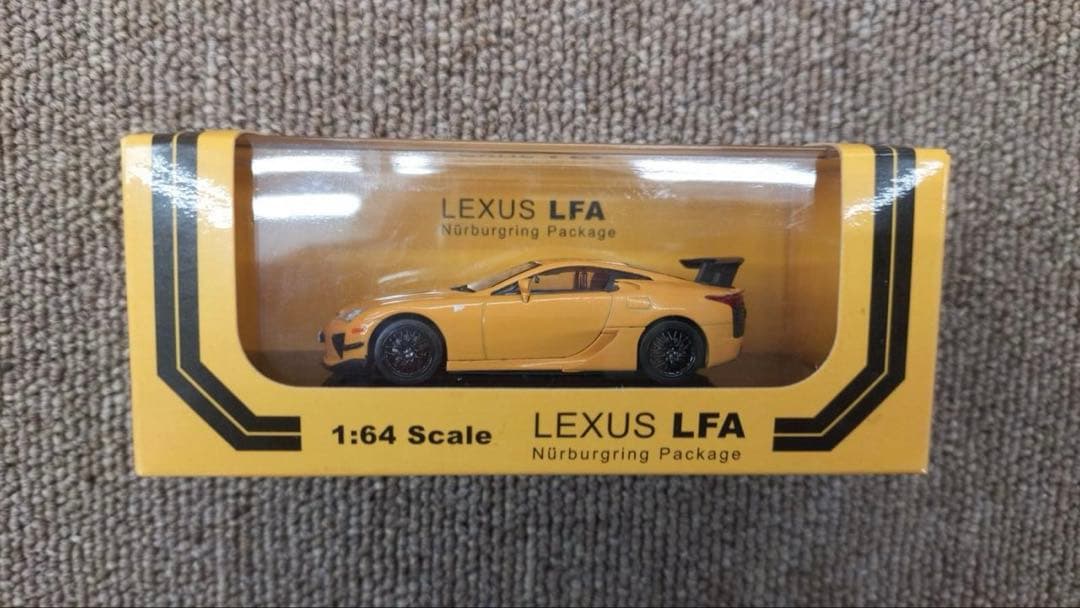 LEXUS LFA
Nürburgring Package
1:64 Scale
LEXUS LFA
Nürburgring Package